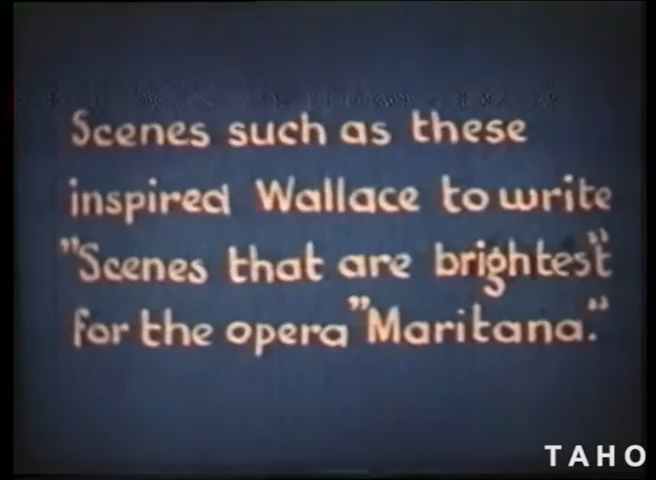 Scenes such as these
inspired Wallace to write
"Scenes that are brightest"
for the opera "Maritana."
TAHO